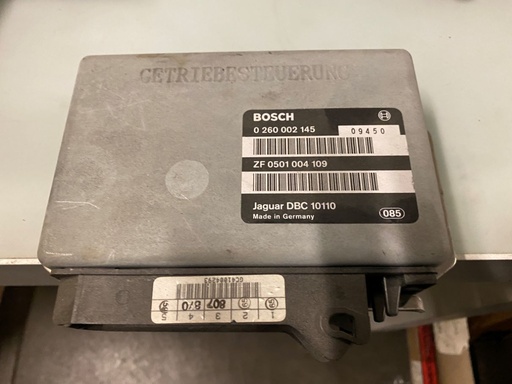 GETRIEBESTEUERUNG
BOSCH
0 260 002 145
09450
ZF 0501 004 109
Jaguar DBC 10110
Made in Germany
085
1 2 3 4 5